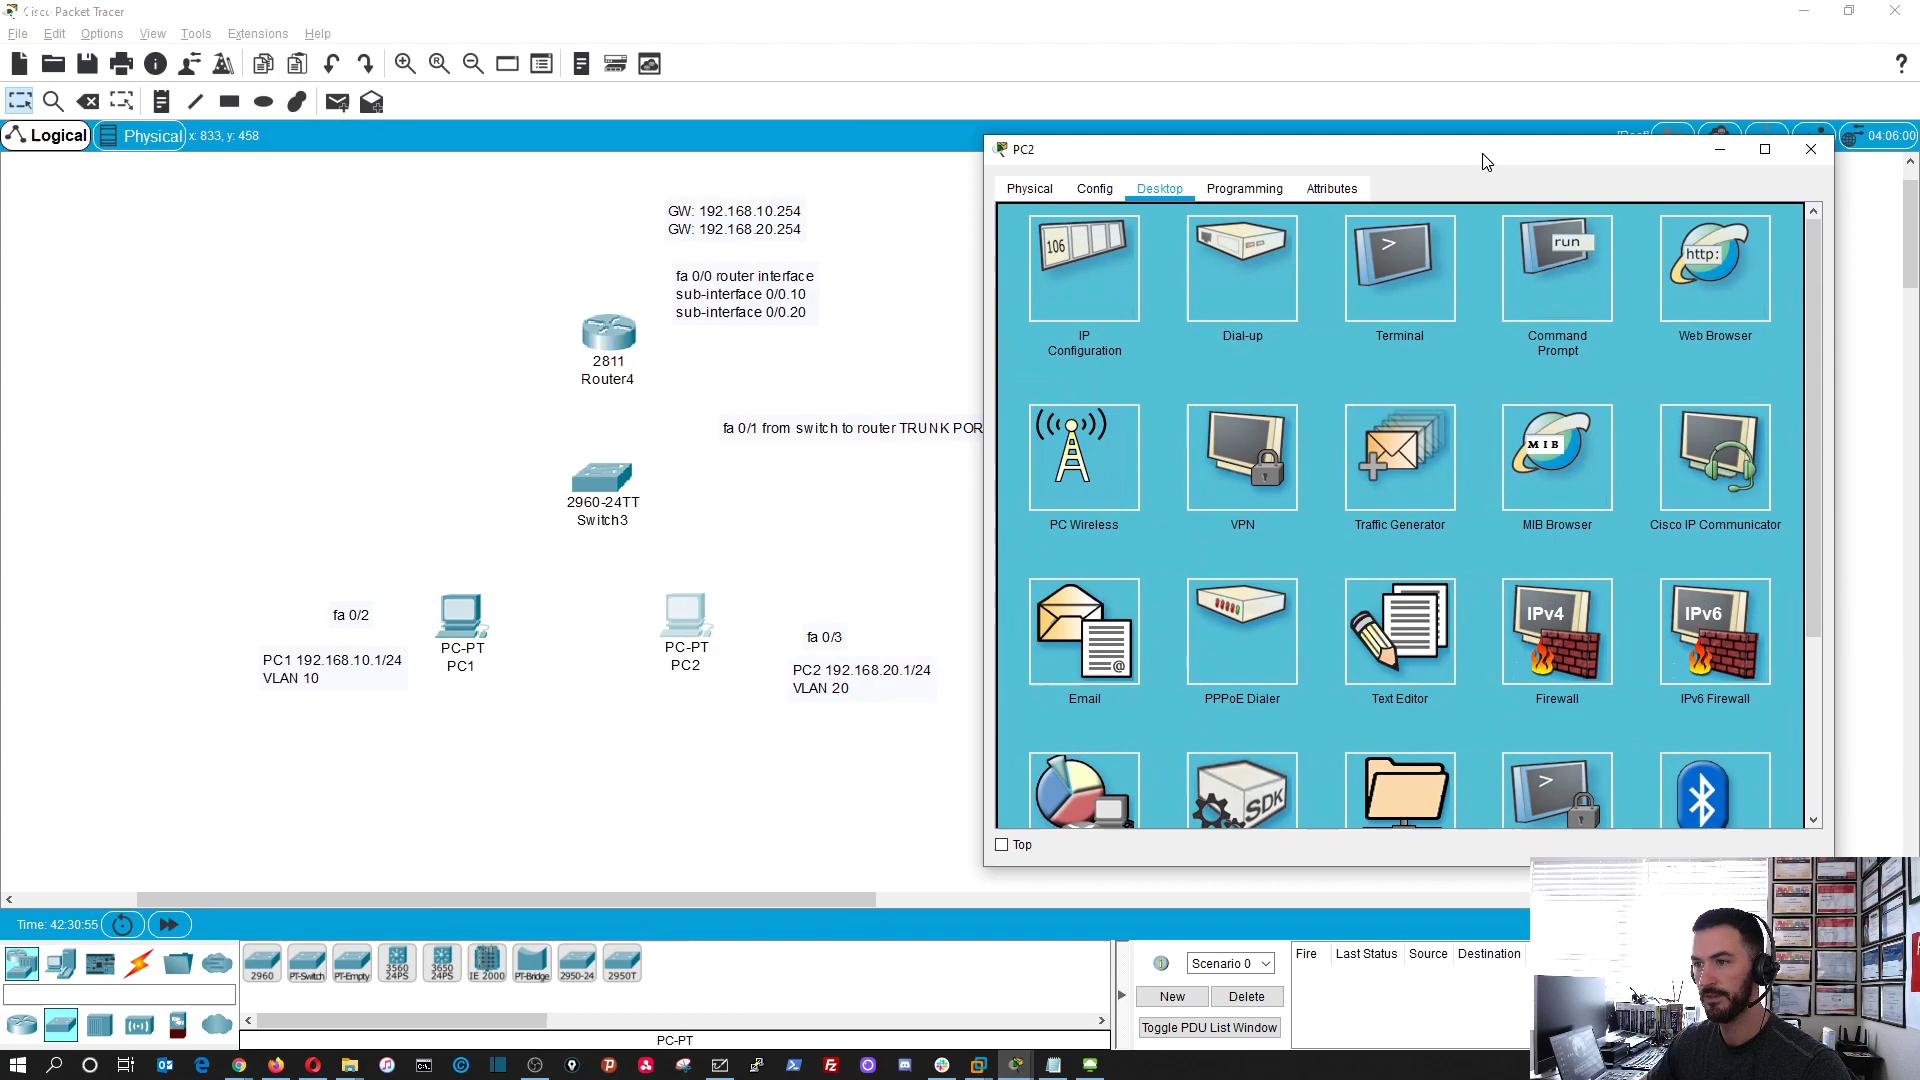 Cisco Packet Tracer
File Edit Options View Tools Extensions Help
Logical Physical x: 833, y: 458
04:06:00
GW: 192.168.10.254
GW: 192.168.20.254
fa 0/0 router interface
sub-interface 0/0.10
sub-interface 0/0.20
2811
Router4
fa 0/1 from switch to router TRUNK POR
2960-24TT
Switch3
fa 0/2
PC1 192.168.10.1/24
VLAN 10
PC-PT
PC1
PC-PT
PC2
fa 0/3
PC2 192.168.20.1/24
VLAN 20
PC2
Physical Config Desktop Programming Attributes
106
>
run
http:
IP
Configuration
Dial-up
Terminal
Command
Prompt
Web Browser
MIB
PC Wireless
VPN
Traffic Generator
MIB Browser
Cisco IP Communicator
@
IPv4
IPv6
Email
PPPoE Dialer
Text Editor
Firewall
IPv6 Firewall
SDK
>
Top
Time: 42:30:55
2960
PT-Switch
PT-Empty
3560
24PS
3650
24PS
IE 2000
PT-Bridge
2950-24
2950T
PC-PT
Scenario 0
New Delete
Toggle PDU List Window
Fire Last Status Source Destination